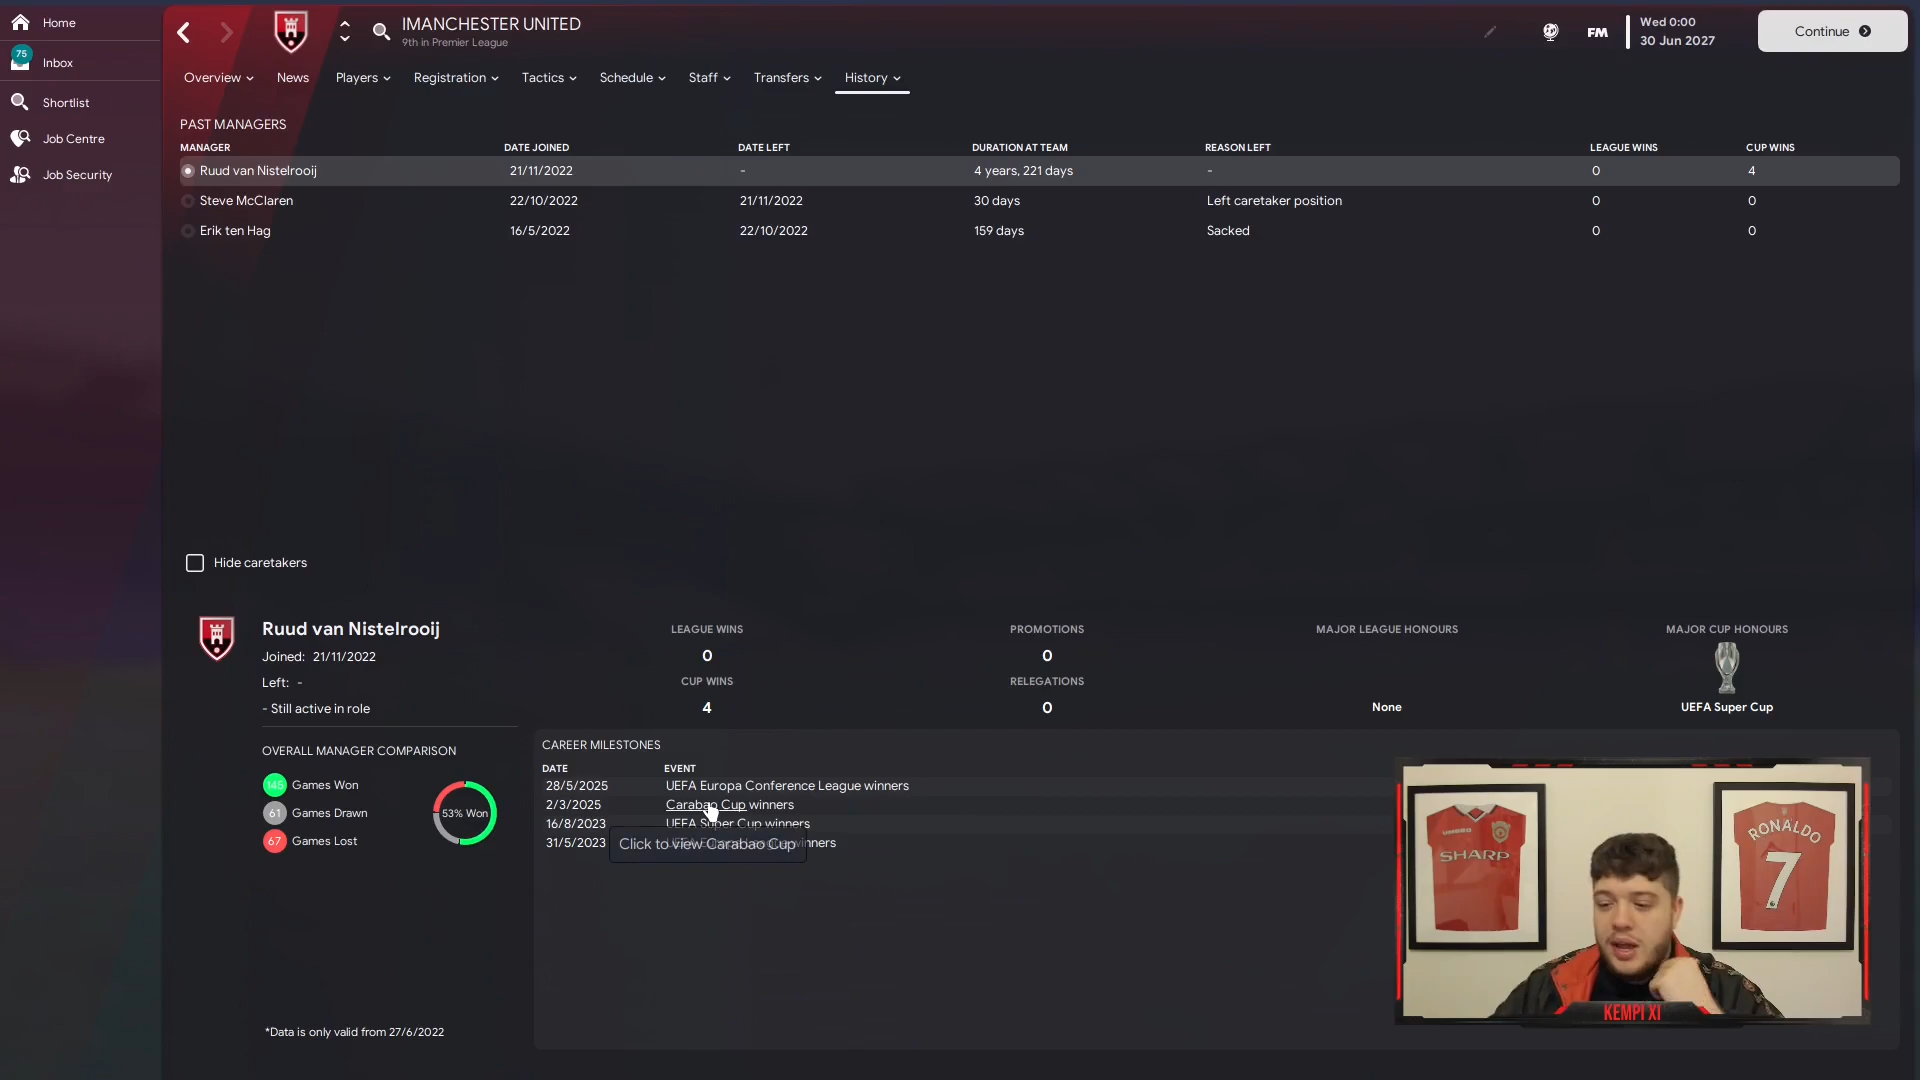 Home
75
Inbox
Shortlist
Job Centre
Job Security
IMANCHESTER UNITED
9th in Premier League
FM
Wed 0:00
30 Jun 2027
Continue
Overview
News
Players
Registration
Tactics
Schedule
Staff
Transfers
History
PAST MANAGERS
MANAGER DATE JOINED DATE LEFT DURATION AT TEAM REASON LEFT LEAGUE WINS CUP WINS
Ruud van Nistelrooij 21/11/2022 - 4 years, 221 days - 0 4
Steve McClaren 22/10/2022 21/11/2022 30 days Left caretaker position 0 0
Erik ten Hag 16/5/2022 22/10/2022 159 days Sacked 0 0
Hide caretakers
Ruud van Nistelrooij
Joined: 21/11/2022
Left: -
- Still active in role
LEAGUE WINS
0
CUP WINS
4
PROMOTIONS
0
RELEGATIONS
0
MAJOR LEAGUE HONOURS
None
MAJOR CUP HONOURS
UEFA Super Cup
OVERALL MANAGER COMPARISON
Games Won
61 Games Drawn
67 Games Lost
53% Won
*Data is only valid from 27/6/2022
CAREER MILESTONES
DATE EVENT
28/5/2025 UEFA Europa Conference League winners
2/3/2025 Carabao Cup winners
16/8/2023 UEFA Super Cup winners
31/5/2023 winners
Click to view Carabao Cup
UMBRO
SHARP
RONALDO
7
KEMPI XI